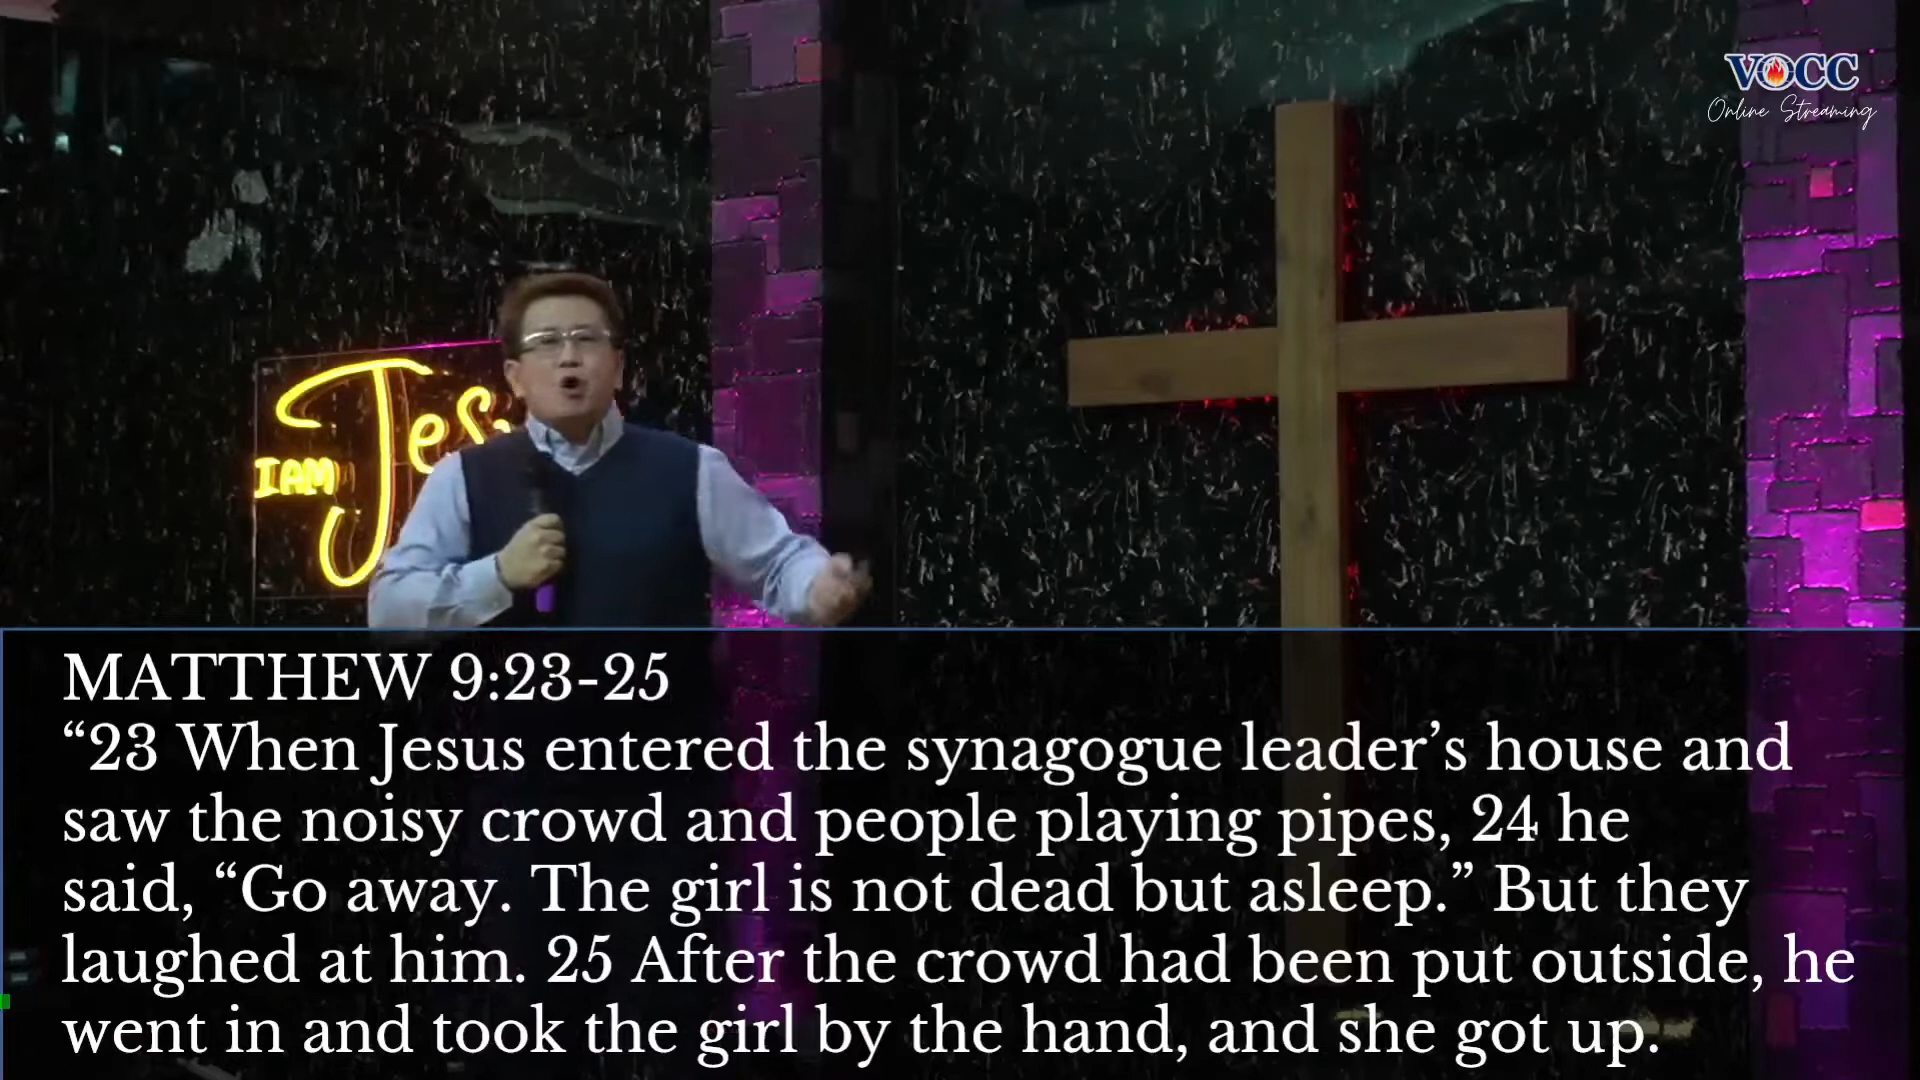 VOCC
Online Streaming
Jesu
I AM
MATTHEW 9:23-25
“23 When Jesus entered the synagogue leader’s house and
saw the noisy crowd and people playing pipes, 24 he
said, “Go away. The girl is not dead but asleep.” But they
laughed at him. 25 After the crowd had been put outside, he
went in and took the girl by the hand, and she got up.